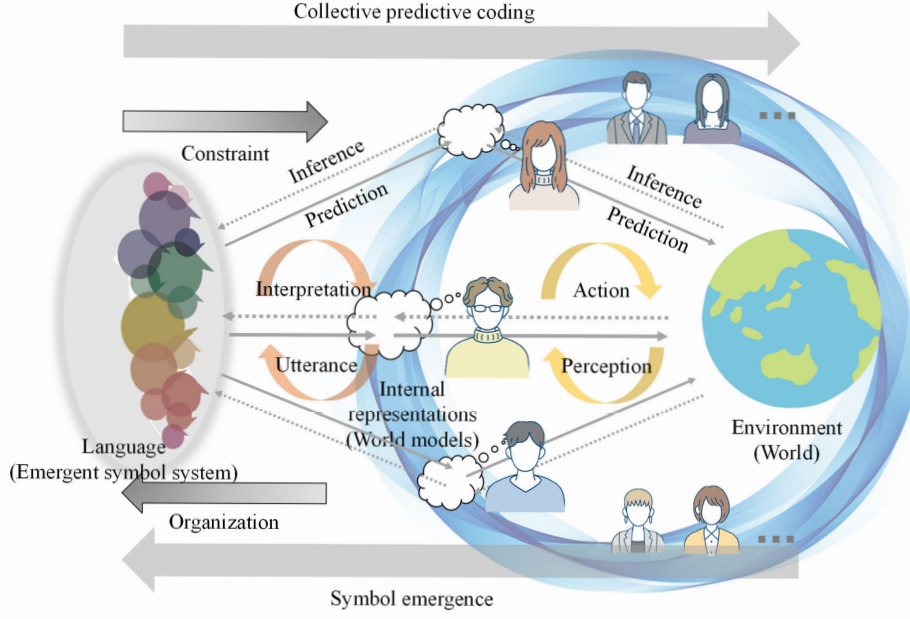 Collective predictive coding
Constraint
Inference
Prediction
Inference
Prediction
Interpretation
Action
Utterance
Perception
Internal
representations
(World models)
Language
(Emergent symbol system)
Environment
(World)
Organization
Symbol emergence